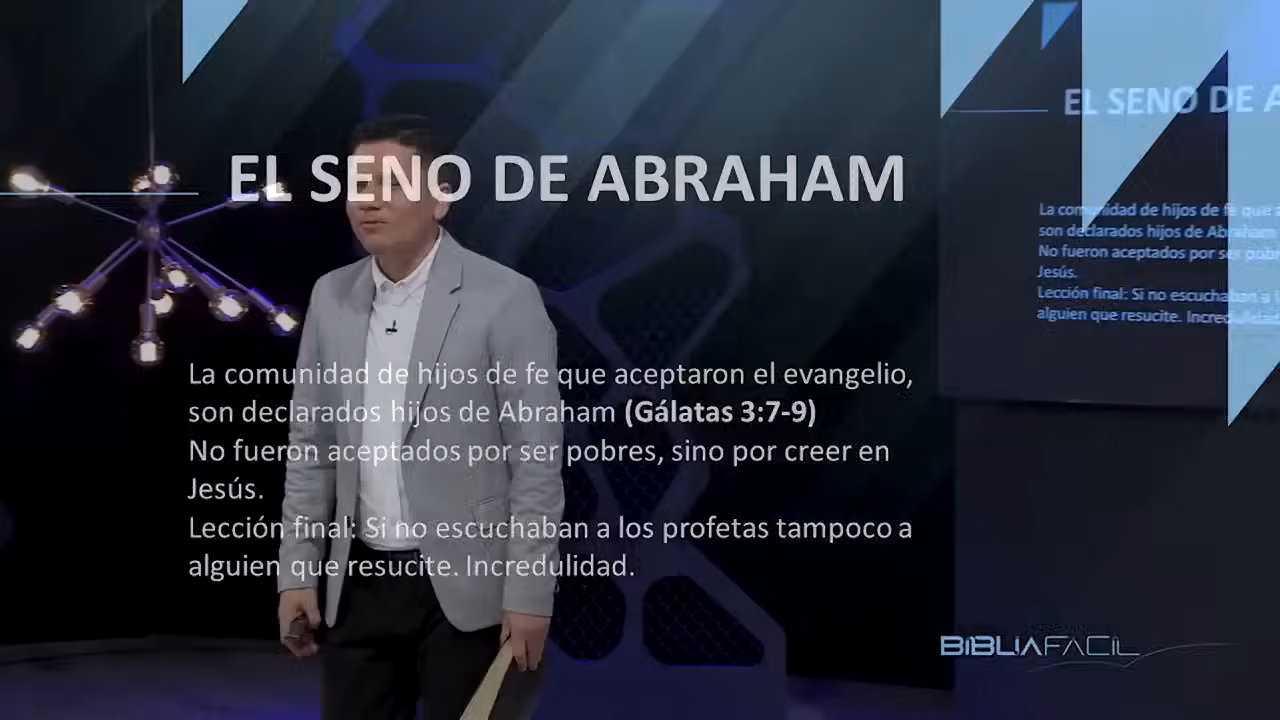 EL SENO DE ABRAHAM
La comunidad de hijos de fe que aceptaron el evangelio,
son declarados hijos de Abraham (Gálatas 3:7-9)
No fueron aceptados por ser pobres, sino por creer en
Jesús.
Lección final: Si no escuchaban a los profetas tampoco a
alguien que resucite. Incredulidad.
EL SENO DE A
La comunidad de hijos de fe que
son declarados hijos de Abraham
No fueron aceptados por ser pobr
Jesús.
Lección final: Si no escuchaban a l
alguien que resucite. Incredulidad
BIBLIAFACIL